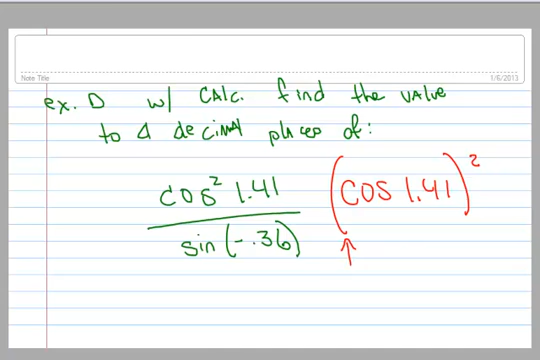 Note Title
1/6/2013
ex. D w/ CALC. find the value
to 4 decimal places of:
cos² 1.41
sin(-.36)
(cos 1.41)²